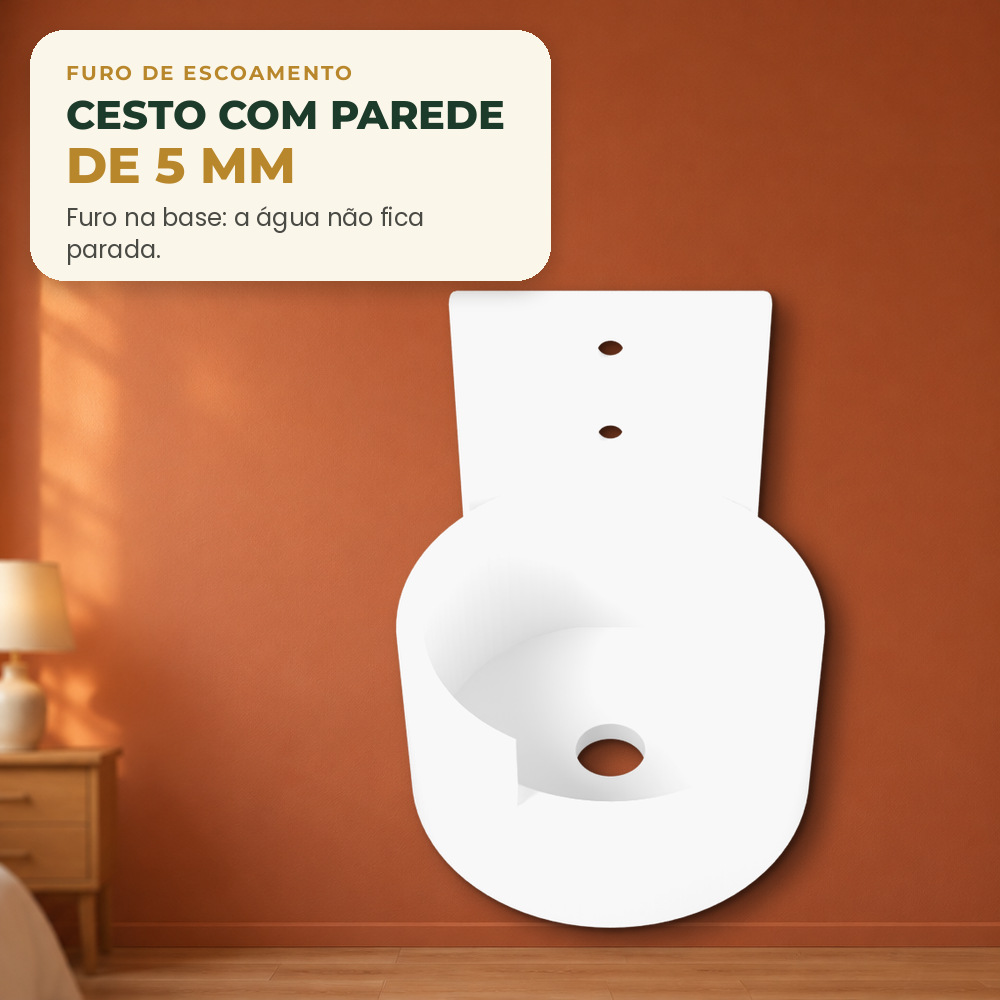 FURO DE ESCOAMENTO
CESTO COM PAREDE
DE 5 MM
Furo na base: a água não fica
parada.